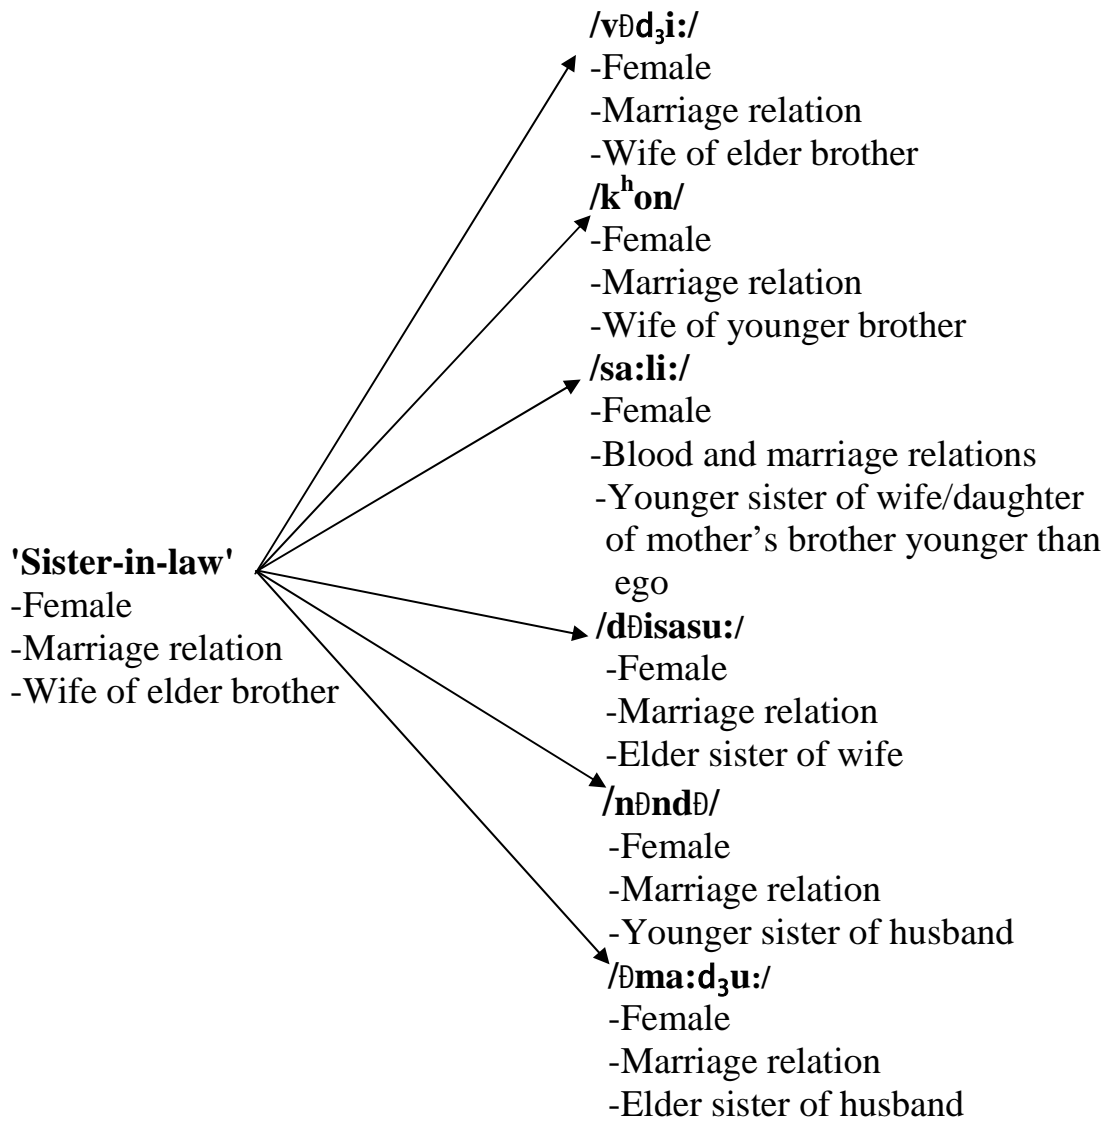 /vÐd₃i:/
-Female
-Marriage relation
-Wife of elder brother
/kʰon/
-Female
-Marriage relation
-Wife of younger brother
/sa:li:/
-Female
-Blood and marriage relations
-Younger sister of wife/daughter
of mother’s brother younger than
ego
'Sister-in-law'
-Female
-Marriage relation
-Wife of elder brother
/dÐisasu:/
-Female
-Marriage relation
-Elder sister of wife
/nÐndÐ/
-Female
-Marriage relation
-Younger sister of husband
/Ðma:d₃u:/
-Female
-Marriage relation
-Elder sister of husband